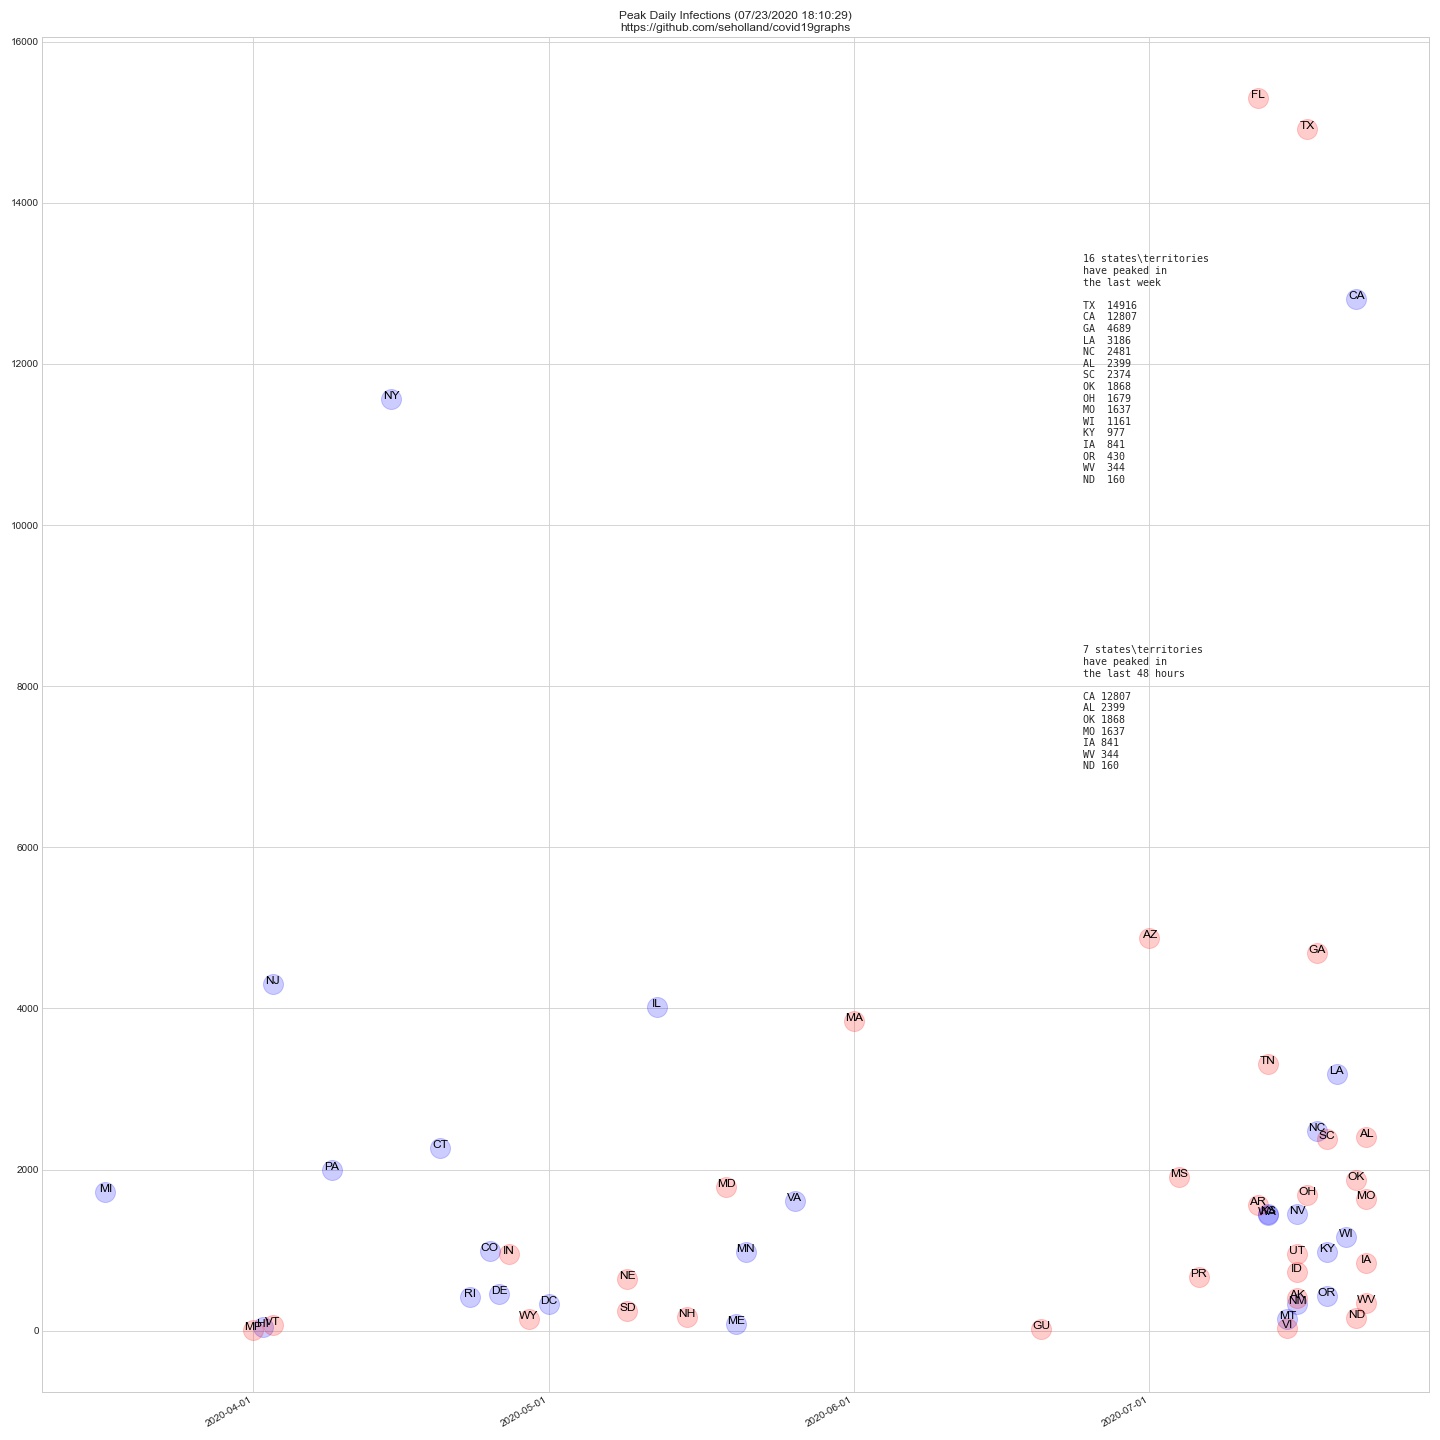 Peak Daily Infections (07/23/2020 18:10:29)
https://github.com/seholland/covid19graphs
16000
FL
TX
14000
16 states\territories
have peaked in
the last week
CA
TX 14916
CA 12807
GA 4689
LA 3186
NC 2481
AL 2399
SC 2374
OK 1868
OH 1679
MO 1637
WI 1161
KY 977
IA 841
OR 430
WV 344
ND 160
12000
NY
10000
7 states\territories
have peaked in
the last 48 hours
CA 12807
AL 2399
OK 1868
MO 1637
IA 841
WV 344
ND 160
8000
6000
AZ
GA
NJ
IL
4000
MA
TN
LA
NC
SC
AL
CT
2000
PA
MI
MD
VA
MS
OK
OH
MO
AR
NV
WI
CO
IN
MN
UT
KY
IA
NE
PR
ID
RI
DE
DC
SD
WY
NH
ME
AK
NM
OR
WV
MT
ND
VI
MP
HI
VT
GU
0
2020-04-01
2020-05-01
2020-06-01
2020-07-01